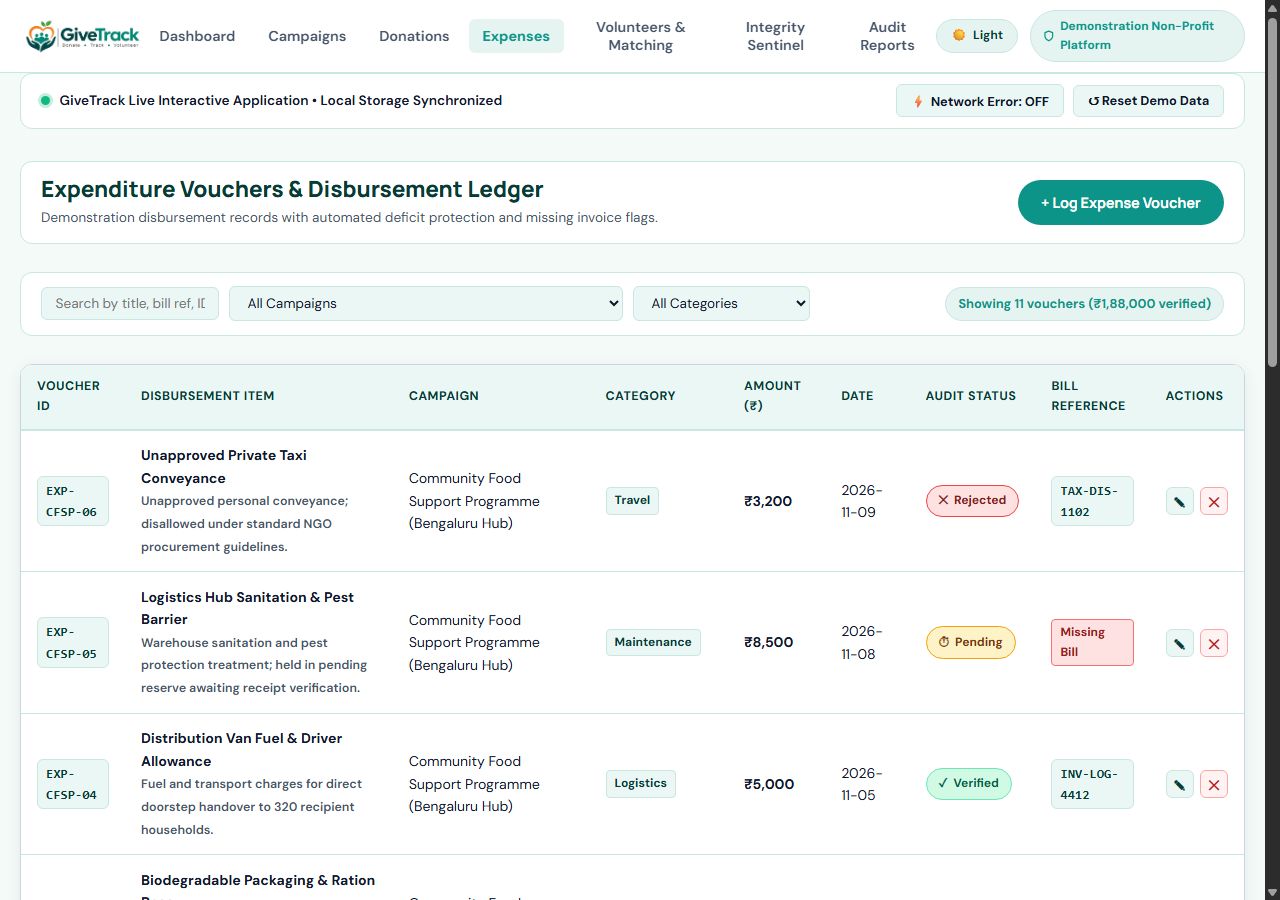 GiveTrack
Donate • Track • Volunteer
Dashboard
Campaigns
Donations
Expenses
Volunteers &
Matching
Integrity
Sentinel
Audit
Reports
Light
Demonstration Non-Profit
Platform
GiveTrack Live Interactive Application • Local Storage Synchronized
Network Error: OFF
↺ Reset Demo Data
Expenditure Vouchers & Disbursement Ledger
Demonstration disbursement records with automated deficit protection and missing invoice flags.
+ Log Expense Voucher
Search by title, bill ref, ID
All Campaigns
All Categories
Showing 11 vouchers (₹1,88,000 verified)
VOUCHER
ID
DISBURSEMENT ITEM
CAMPAIGN
CATEGORY
AMOUNT
(₹)
DATE
AUDIT STATUS
BILL
REFERENCE
ACTIONS
EXP-
CFSP-06
Unapproved Private Taxi
Conveyance
Unapproved personal conveyance;
disallowed under standard NGO
procurement guidelines.
Community Food
Support Programme
(Bengaluru Hub)
Travel
₹3,200
2026-
11-09
✕ Rejected
TAX-DIS-
1102
EXP-
CFSP-05
Logistics Hub Sanitation & Pest
Barrier
Warehouse sanitation and pest
protection treatment; held in pending
reserve awaiting receipt verification.
Community Food
Support Programme
(Bengaluru Hub)
Maintenance
₹8,500
2026-
11-08
⏱ Pending
Missing
Bill
EXP-
CFSP-04
Distribution Van Fuel & Driver
Allowance
Fuel and transport charges for direct
doorstep handover to 320 recipient
households.
Community Food
Support Programme
(Bengaluru Hub)
Logistics
₹5,000
2026-
11-05
✓ Verified
INV-LOG-
4412
Biodegradable Packaging & Ration